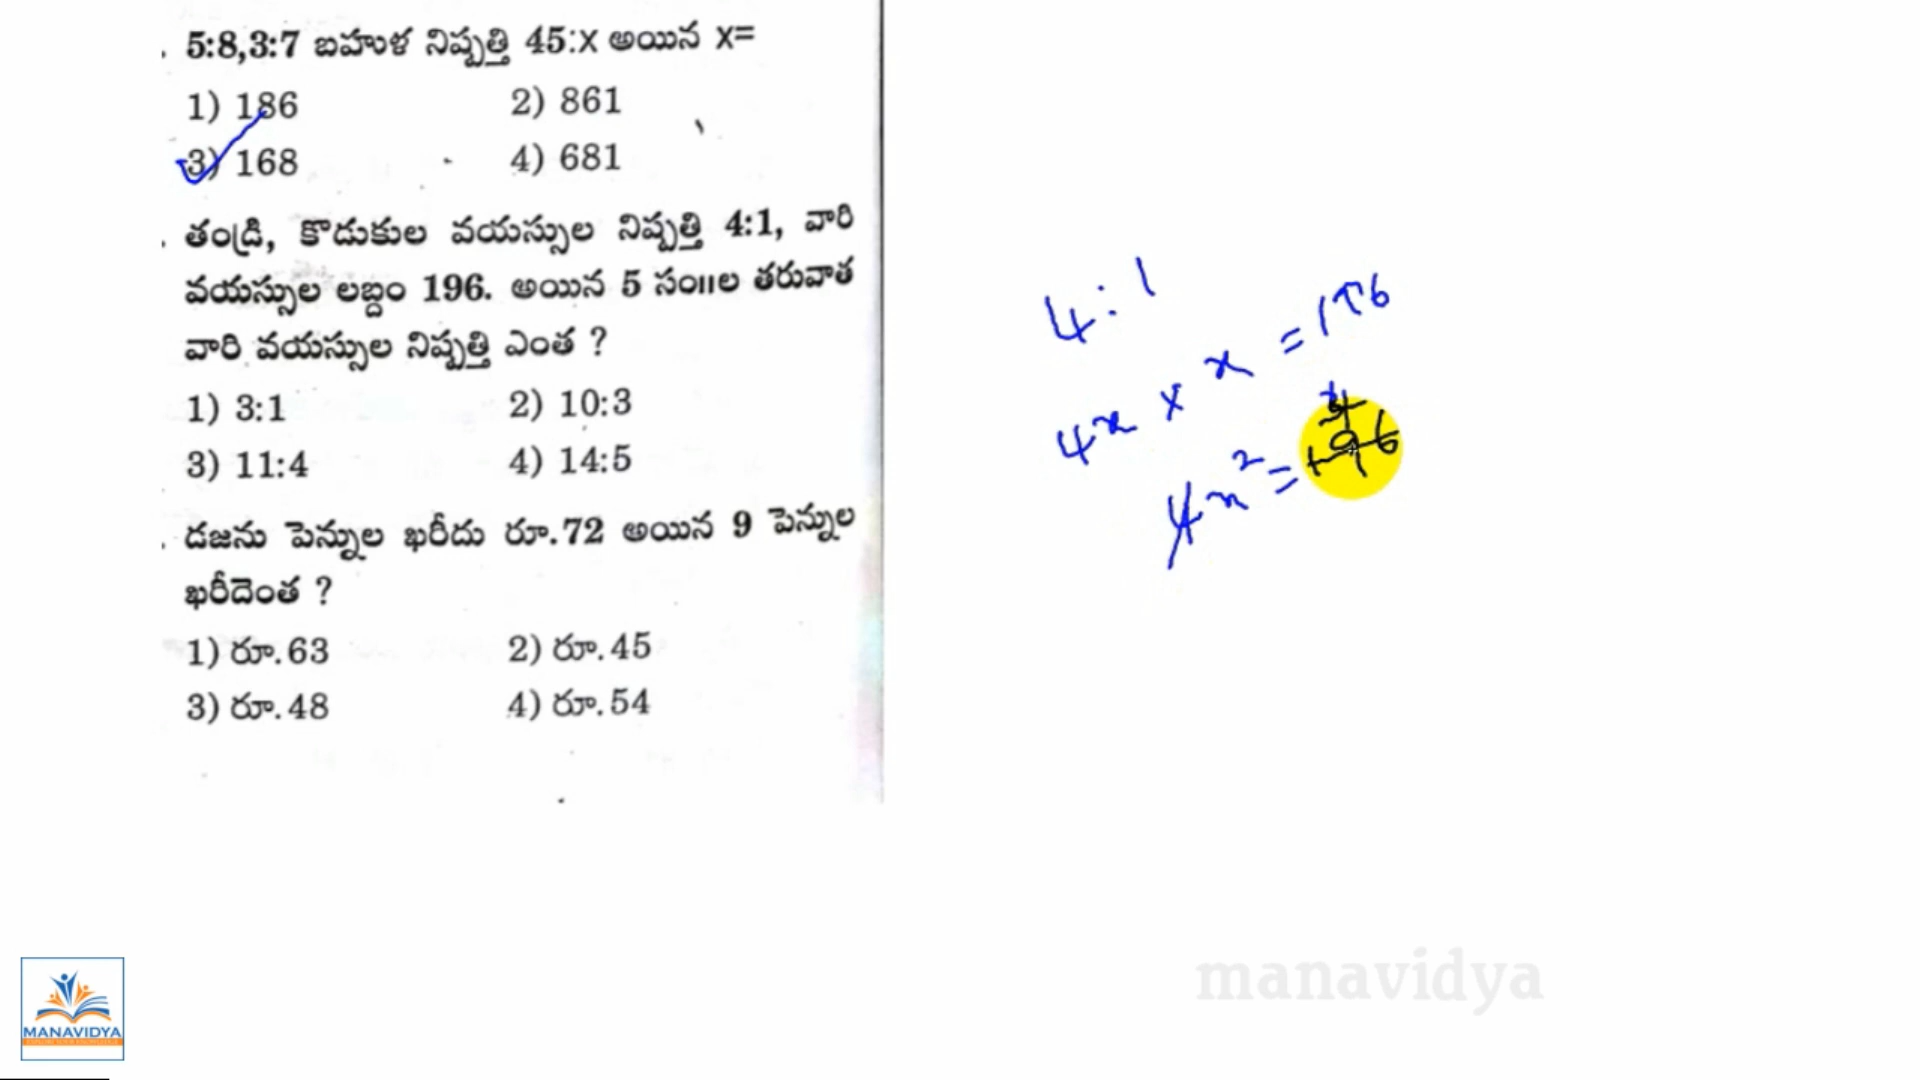 . 5:8,3:7 బహుళ నిష్పత్తి 45:x అయిన x=
1) 186 2) 861
3) 168 4) 681
. తండ్రి, కొడుకుల వయస్సుల నిష్పత్తి 4:1, వారి
వయస్సుల లబ్దం 196. అయిన 5 సం॥ల తరువాత
వారి వయస్సుల నిష్పత్తి ఎంత ?
1) 3:1 2) 10:3
3) 11:4 4) 14:5
. డజను పెన్నుల ఖరీదు రూ.72 అయిన 9 పెన్నుల
ఖరీదెంత ?
1) రూ.63 2) రూ.45
3) రూ.48 4) రూ.54
4:1
4x × x = 196
4x² = 196
manavidya
MANAVIDYA